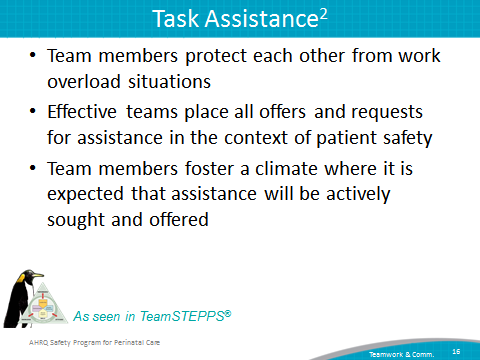 Task Assistance²
• Team members protect each other from work
overload situations
• Effective teams place all offers and requests
for assistance in the context of patient safety
• Team members foster a climate where it is
expected that assistance will be actively
sought and offered
As seen in TeamSTEPPS®
AHRQ Safety Program for Perinatal Care
Teamwork & Comm. 16